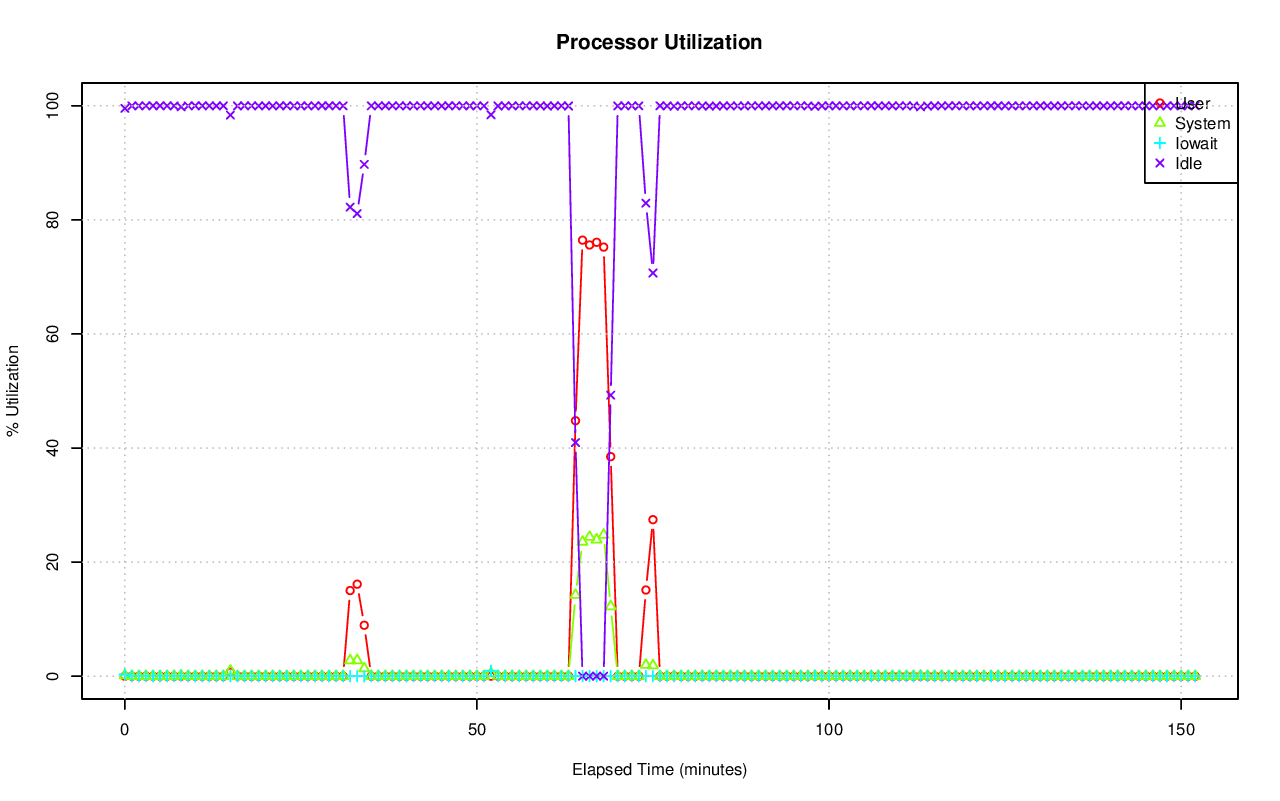 Processor Utilization
% Utilization
100
80
60
40
20
0
User
System
Iowait
Idle
0 50 100 150
Elapsed Time (minutes)